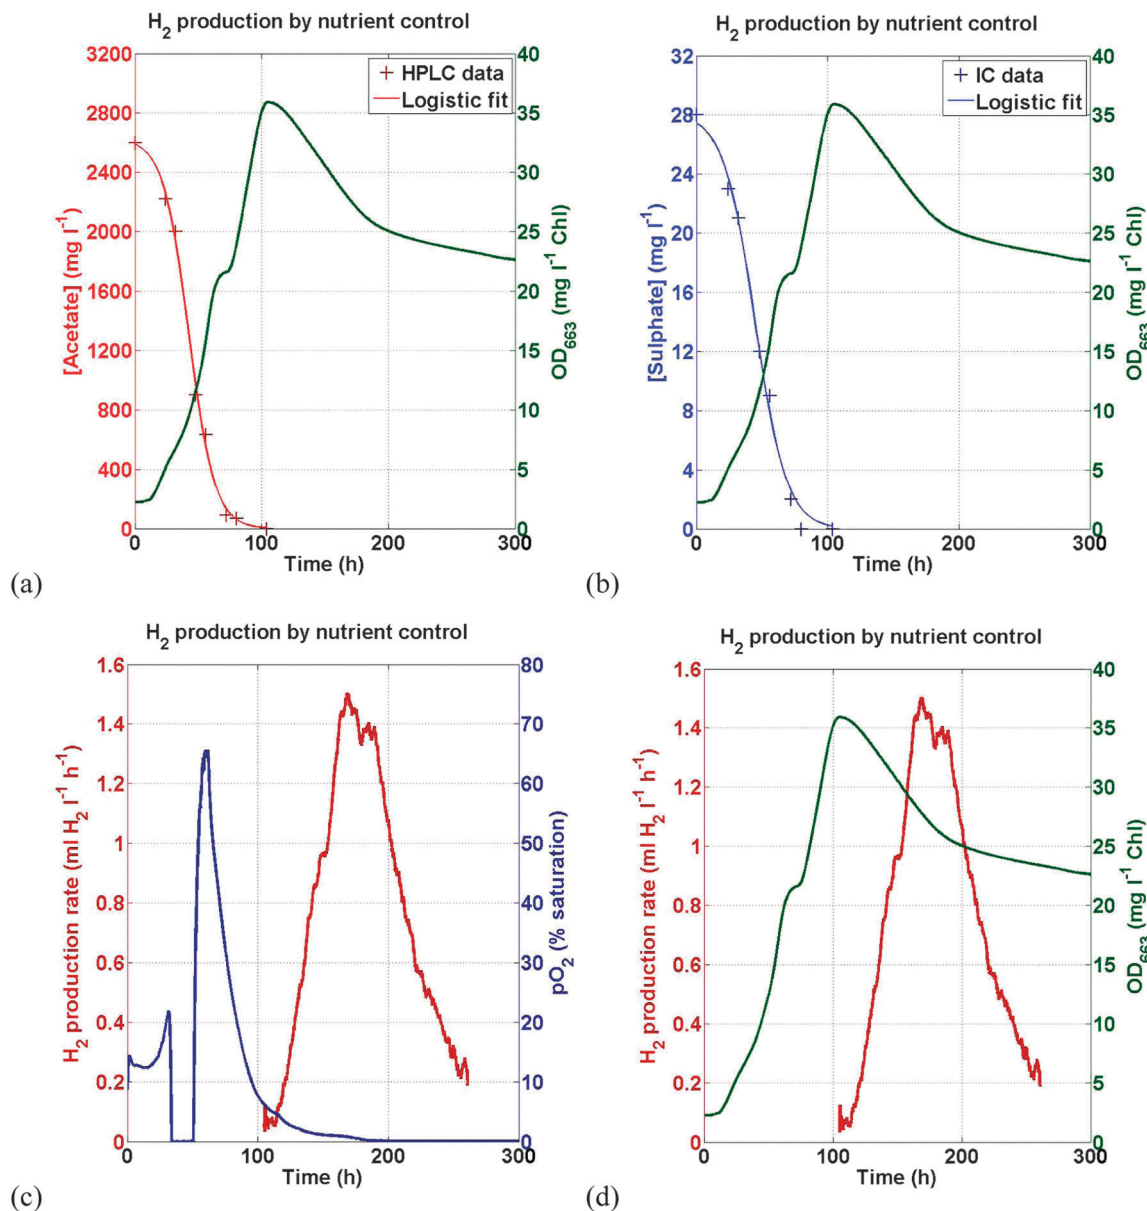 H2 production by nutrient control
3200
2800
2400
2000
1600
1200
800
400
0
[Acetate] (mg l-1)
40
35
30
25
20
15
10
5
0
OD663 (mg l-1 Chl)
HPLC data
Logistic fit
0 100 200 300
Time (h)
(a)
H2 production by nutrient control
32
28
24
20
16
12
8
4
0
[Sulphate] (mg l-1)
40
35
30
25
20
15
10
5
0
OD663 (mg l-1 Chl)
IC data
Logistic fit
0 100 200 300
Time (h)
(b)
H2 production by nutrient control
1.6
1.4
1.2
1
0.8
0.6
0.4
0.2
0
H2 production rate (ml H2 l-1 h-1)
80
70
60
50
40
30
20
10
0
pO2 (% saturation)
0 100 200 300
Time (h)
(c)
H2 production by nutrient control
1.6
1.4
1.2
1
0.8
0.6
0.4
0.2
0
H2 production rate (ml H2 l-1 h-1)
40
35
30
25
20
15
10
5
0
OD663 (mg l-1 Chl)
0 100 200 300
Time (h)
(d)